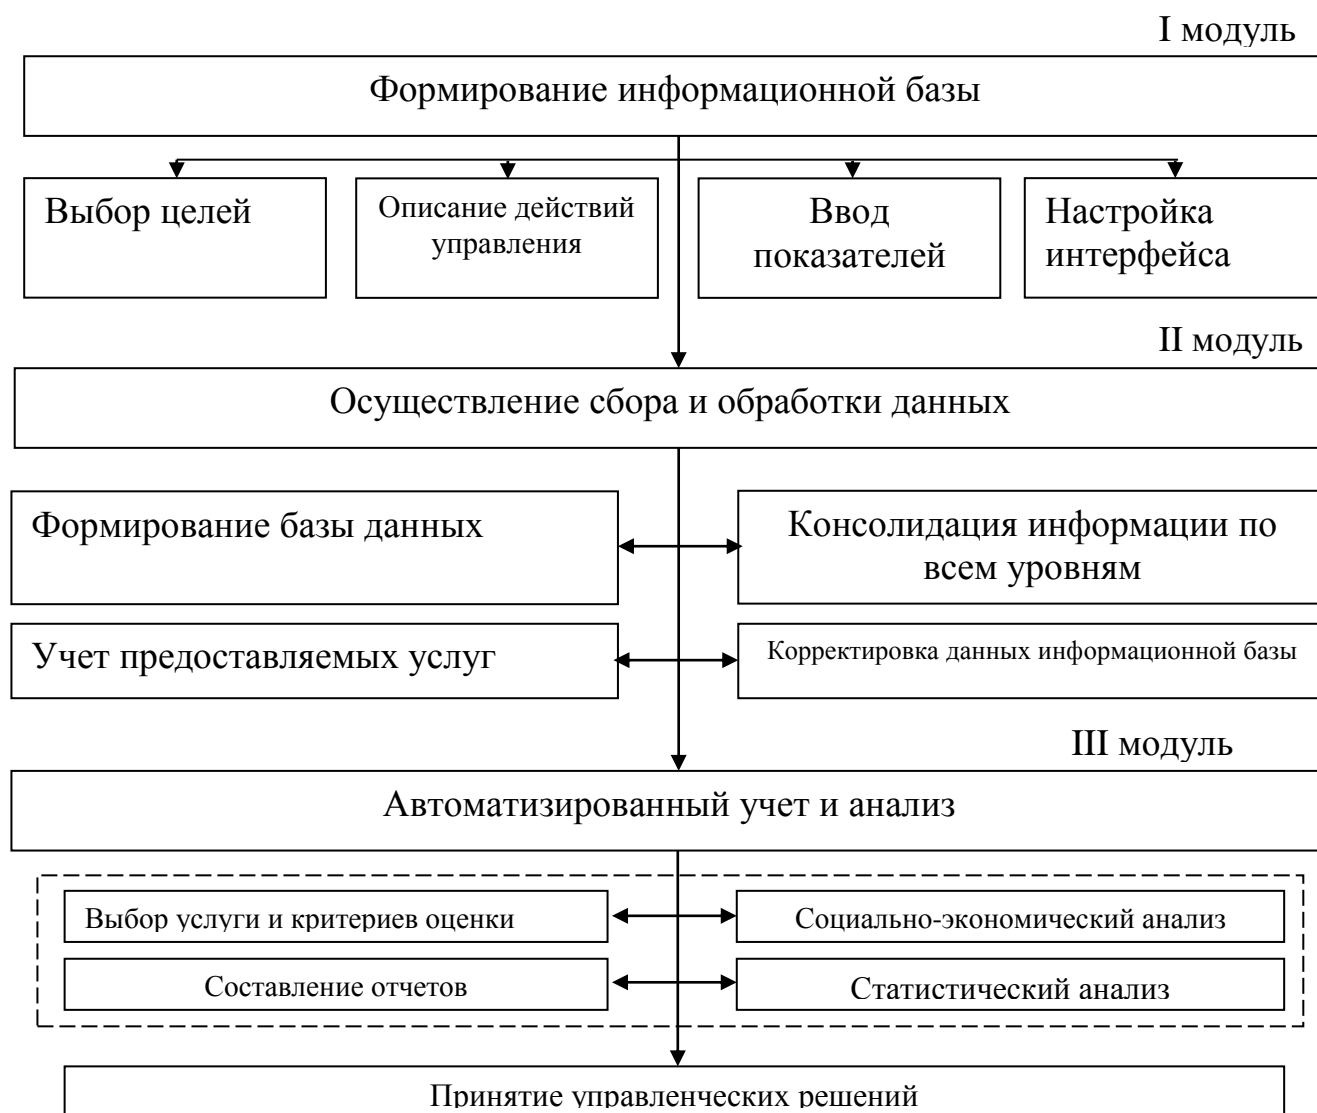 I модуль
Формирование информационной базы
Выбор целей
Описание действий
управления
Ввод
показателей
Настройка
интерфейса
II модуль
Осуществление сбора и обработки данных
Формирование базы данных
Консолидация информации по
всем уровням
Учет предоставляемых услуг
Корректировка данных информационной базы
III модуль
Автоматизированный учет и анализ
Выбор услуги и критериев оценки
Социально-экономический анализ
Составление отчетов
Статистический анализ
Принятие управленческих решений